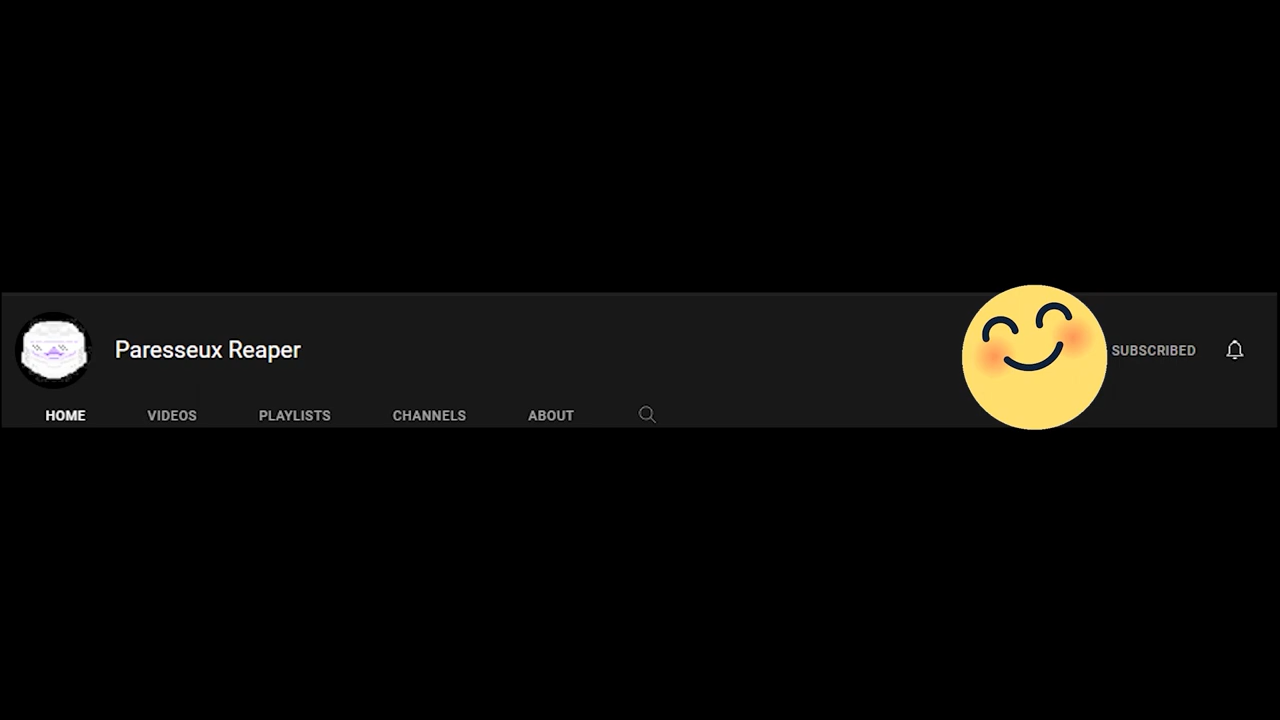 Paresseux Reaper
SUBSCRIBED
HOME VIDEOS PLAYLISTS CHANNELS ABOUT